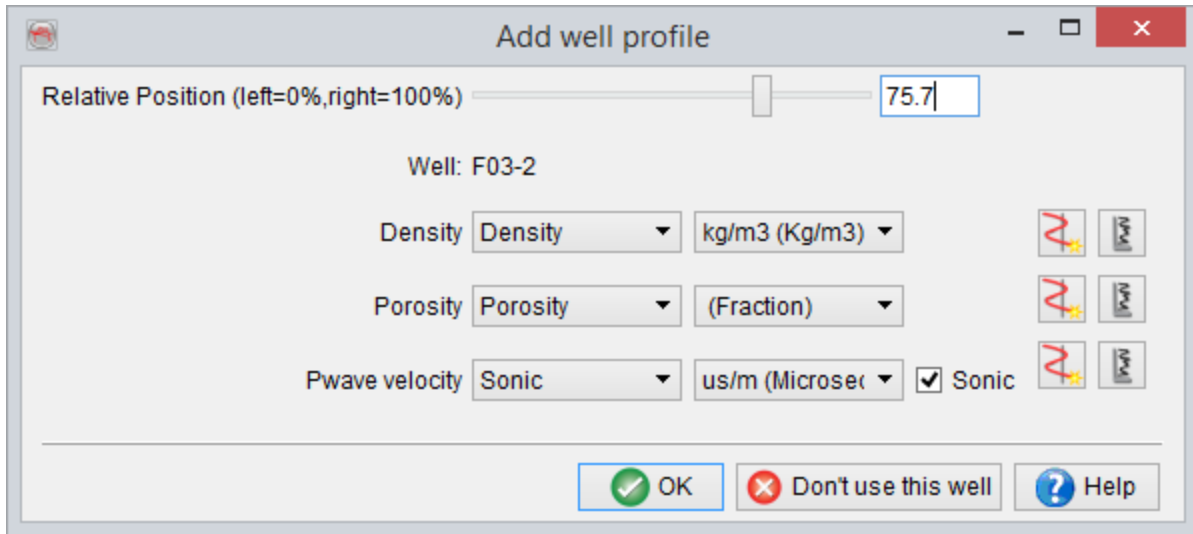 Add well profile
Relative Position (left=0%,right=100%) 75.7
Well: F03-2
Density Density kg/m3 (Kg/m3)
Porosity Porosity (Fraction)
Pwave velocity Sonic us/m (Microsec Sonic
OK Don't use this well Help